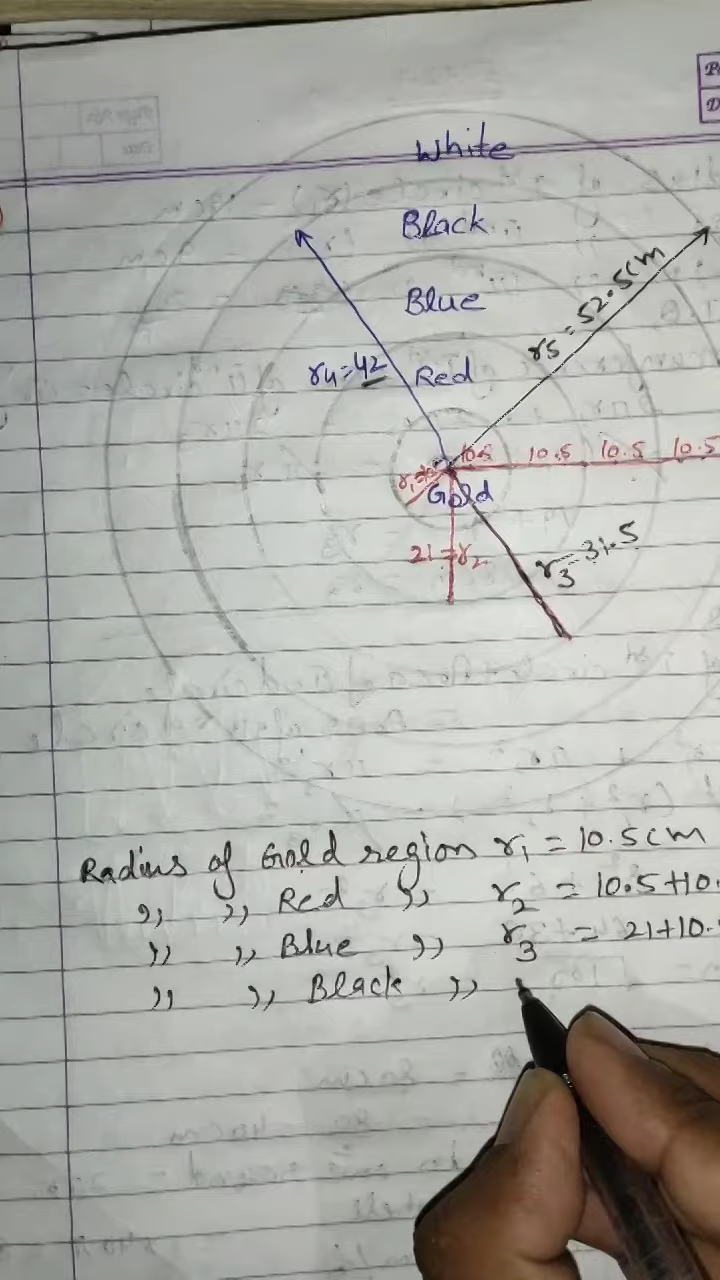 White
Black
Blue
r5 = 52.5cm
r4=42
Red
10.5 10.5 10.5 10.5
Gold
21=r2
r3 31.5
Radius of Gold region r1 = 10.5cm
,, ,, Red ,, r2 = 10.5+10.
,, ,, Blue ,, r3 = 21+10.
,, ,, Black ,,